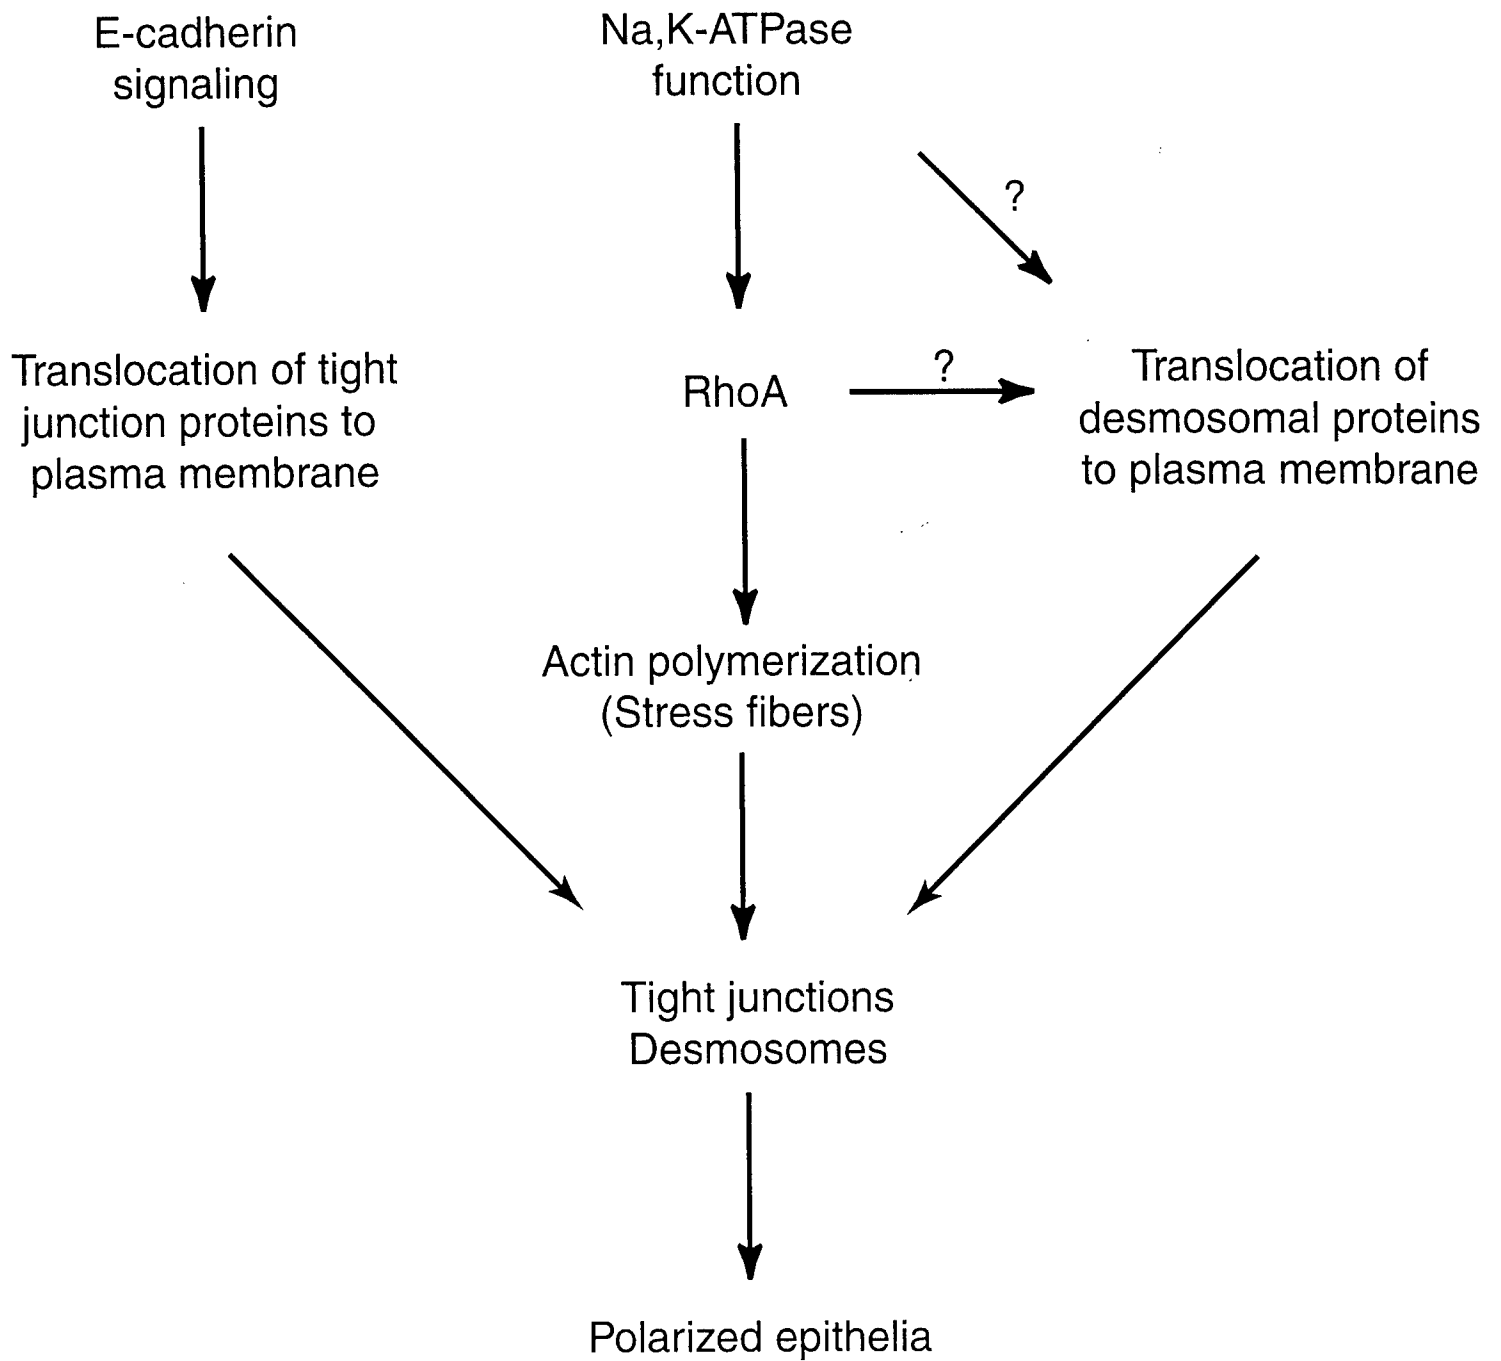 E-cadherin
signaling
Na,K-ATPase
function
?
Translocation of tight
junction proteins to
plasma membrane
RhoA
?
Translocation of
desmosomal proteins
to plasma membrane
Actin polymerization
(Stress fibers)
Tight junctions
Desmosomes
Polarized epithelia